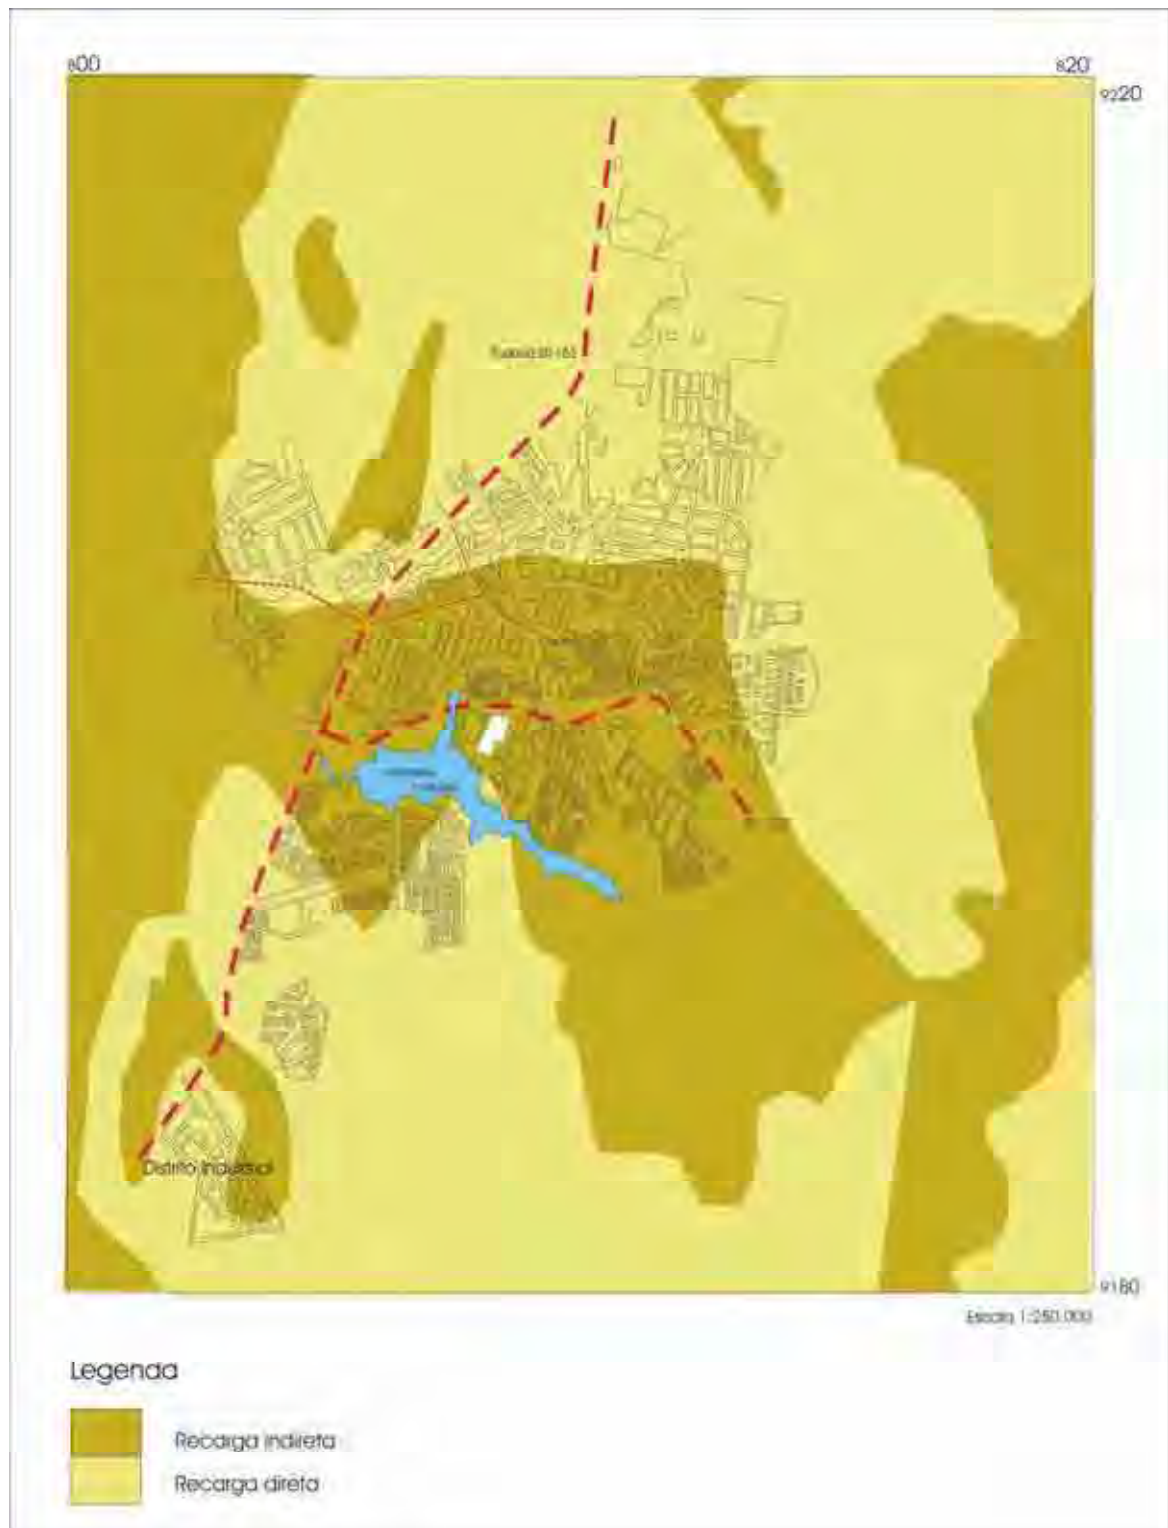 800
820
9220
Distrito Industrial
9180
Escala 1:250.000
Legenda
Recarga indireta
Recarga direta